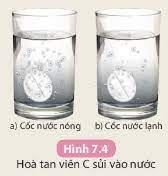 a) Cốc nước nóng b) Cốc nước lạnh
Hình 7.4
Hoà tan viên C sủi vào nước